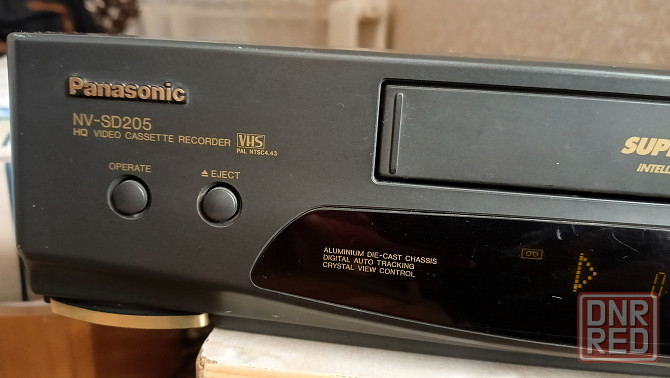 Panasonic
NV-SD205
HQ VIDEO CASSETTE RECORDER VHS
PAL NTSC4.43
OPERATE
EJECT
SUP
INTELL
ALUMINIUM DIE-CAST CHASSIS
DIGITAL AUTO TRACKING
CRYSTAL VIEW CONTROL
DNR
RED